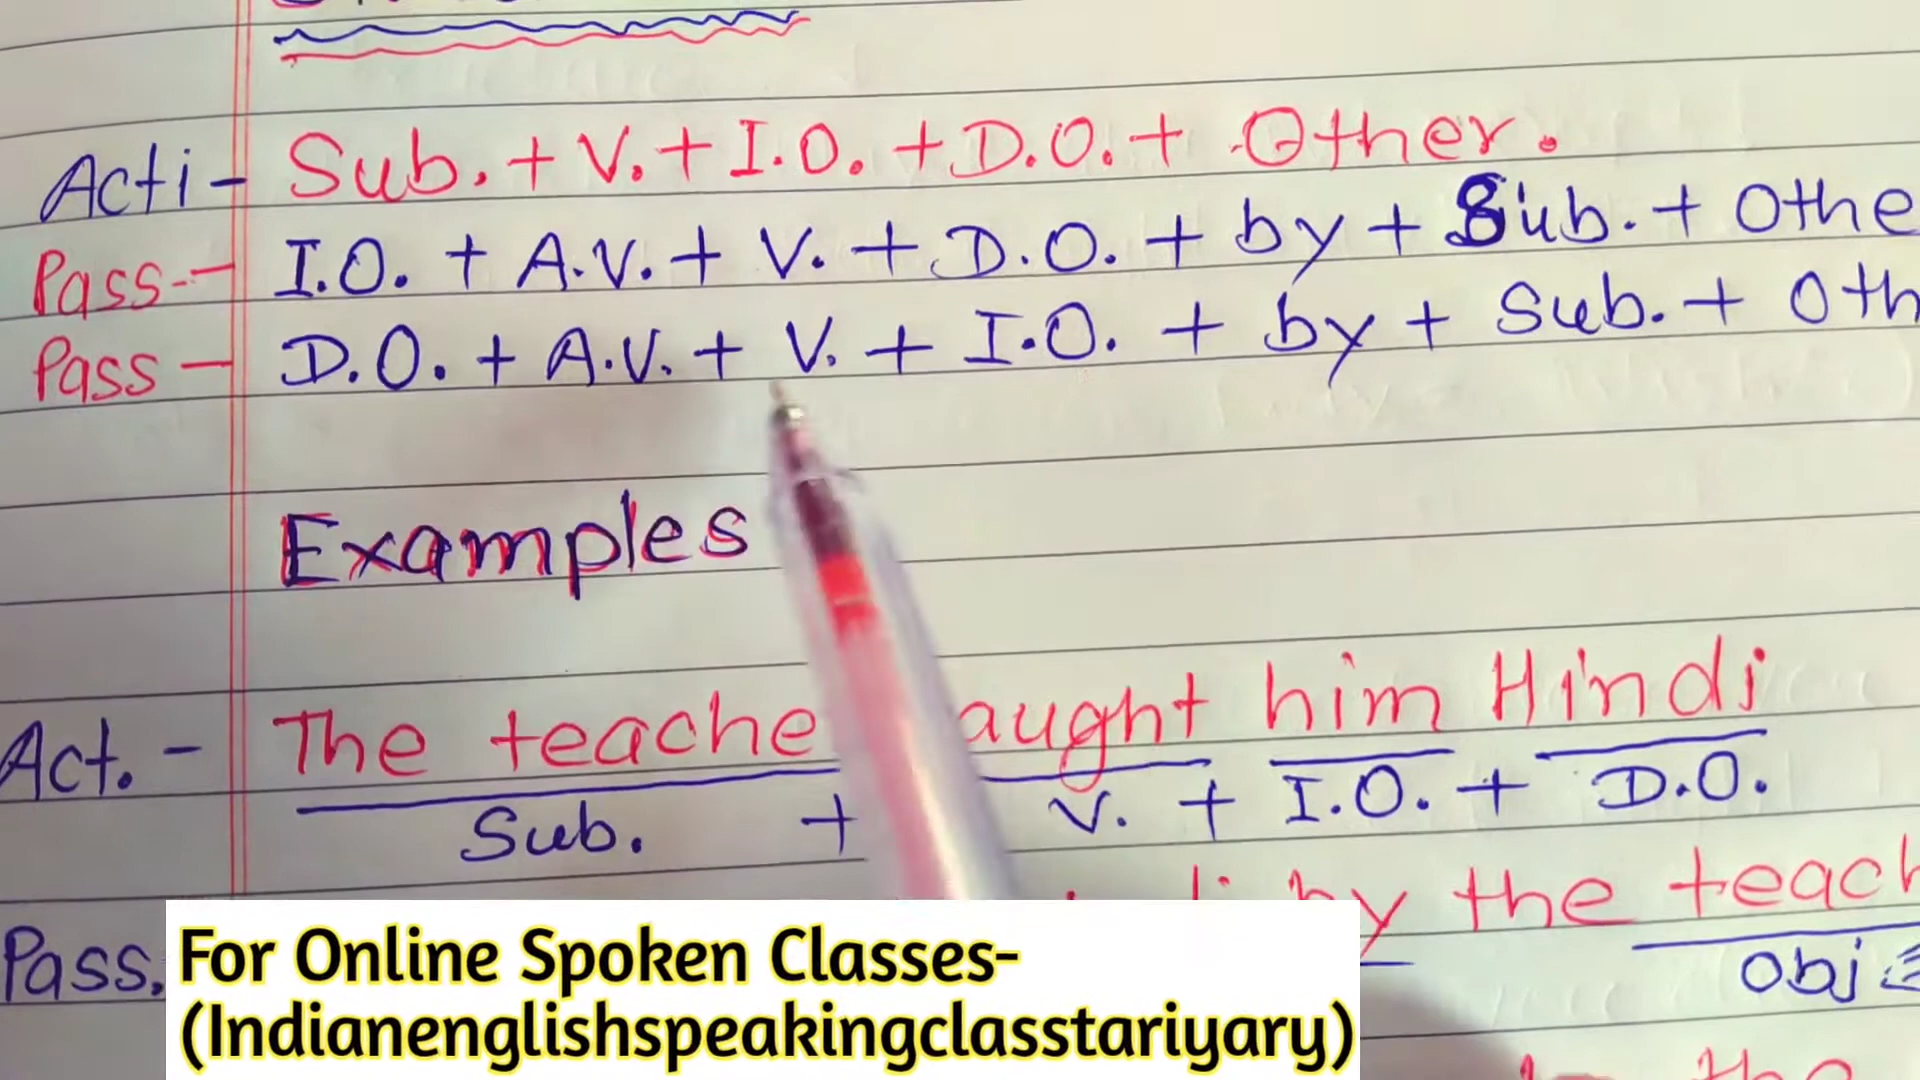 Acti- Sub. + V. + I.O. + D.O. + Other.
Pass-- I.O. + A.V. + V. + D.O. + by + Sub. + Othe
Pass - D.O. + A.V. + V. + I.O. + by + Sub. + Oth
Examples
Act. - The teache aught him Hindi
Sub. + V. + I.O. + D.O.
Pass. by the teach
Obj
For Online Spoken Classes-
(Indianenglishspeakingclasstariyary)
the